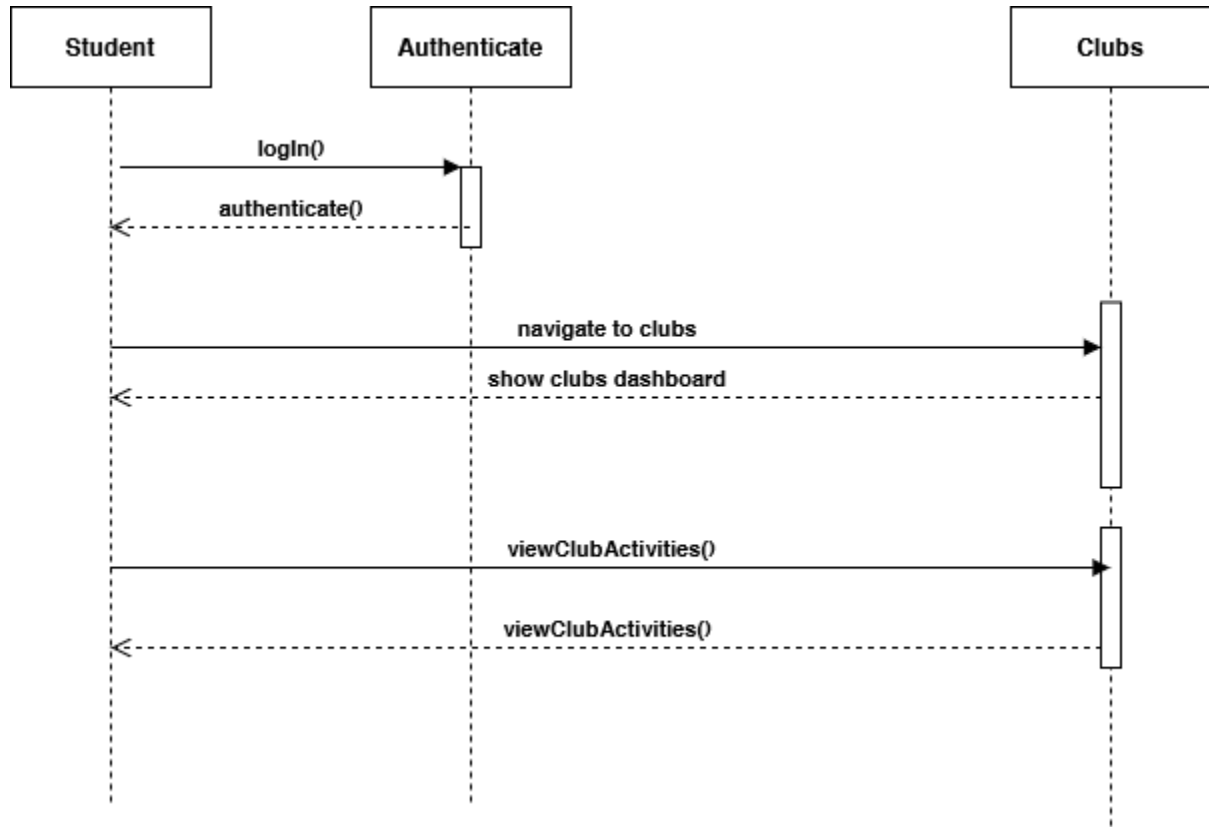 Student
Authenticate
Clubs
logIn()
authenticate()
navigate to clubs
show clubs dashboard
viewClubActivities()
viewClubActivities()